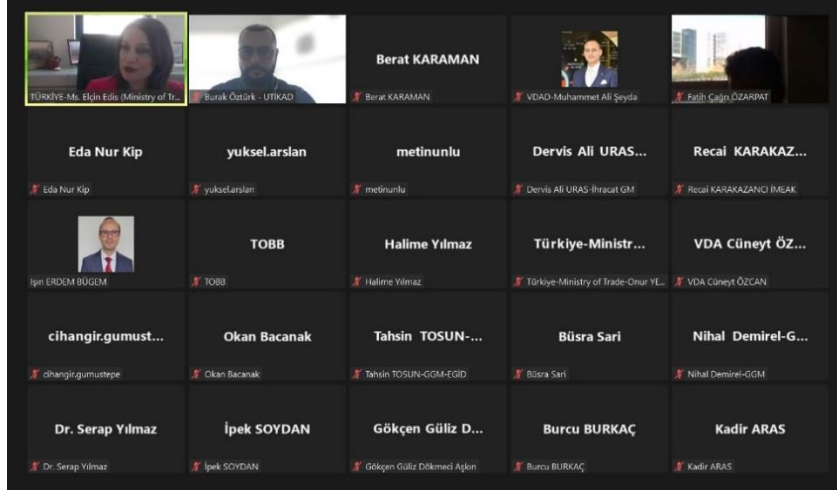 TÜRKİYE-Ms. Elçin Edis (Ministry of Tr...
Burak Öztürk - UTİKAD
Berat KARAMAN
Berat KARAMAN
VDAD-Muhammet Ali Şeyda
Fatih Çağrı ÖZARPAT
Eda Nur Kip
yuksel.arslan
metinunlu
Dervis Ali URAS...
Recai KARAKAZ...
Eda Nur Kip
yuksel.arslan
metinunlu
Dervis Ali URAS-İhracat GM
Recai KARAKAZANCI İMEAK
TOBB
Halime Yılmaz
Türkiye-Ministr...
VDA Cüneyt ÖZ...
Işın ERDEM BÜGEM
TOBB
Halime Yılmaz
Türkiye-Ministry of Trade-Onur YE...
VDA Cüneyt ÖZCAN
cihangir.gumust...
Okan Bacanak
Tahsin TOSUN-...
Büsra Sari
Nihal Demirel-G...
cihangir.gumustepe
Okan Bacanak
Tahsin TOSUN-GGM-EGİD
Büsra Sari
Nihal Demirel-GGM
Dr. Serap Yılmaz
İpek SOYDAN
Gökçen Güliz D...
Burcu BURKAÇ
Kadir ARAS
Dr. Serap Yılmaz
İpek SOYDAN
Gökçen Güliz Dökmeci Aşkın
Burcu BURKAÇ
Kadir ARAS